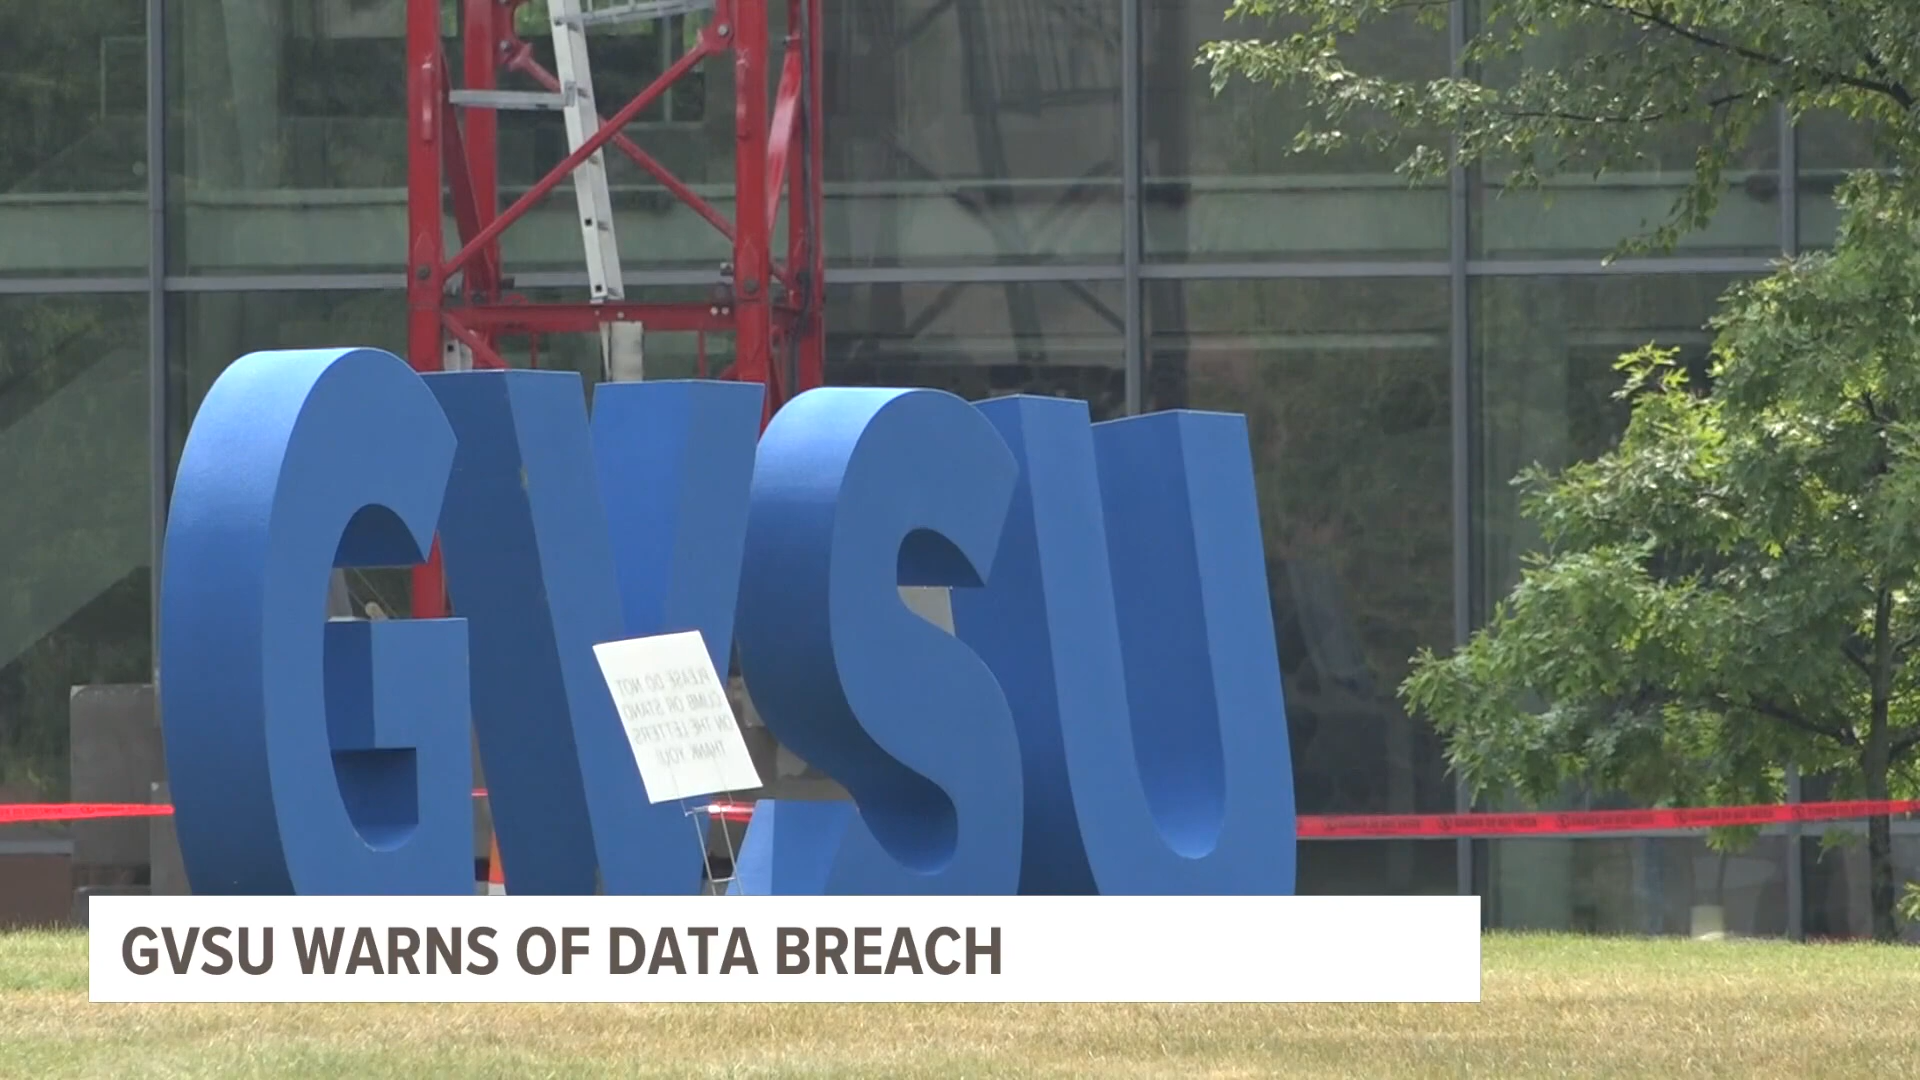 GVSU
PLEASE DO NOT
CLIMB OR STAND
ON THE LETTERS
THANK YOU!
GVSU WARNS OF DATA BREACH